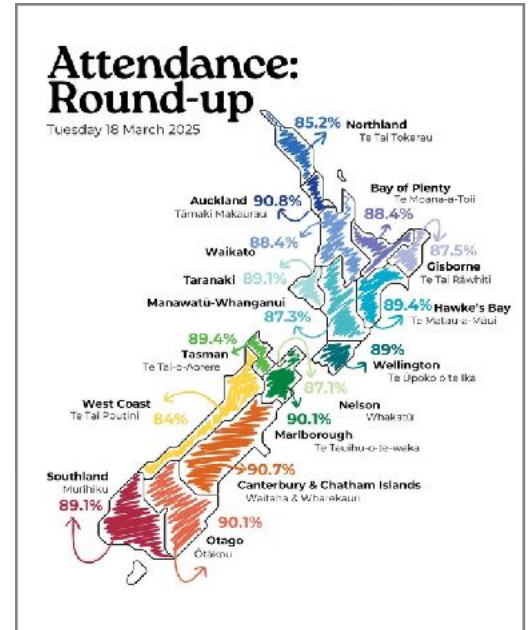 Attendance:
Round-up
Tuesday 18 March 2025
85.2% Northland
Te Tai Tokerau
Auckland 90.8%
Tāmaki Makaurau
Bay of Plenty
Te Moana-a-Toii
88.4%
Waikato 88.4%
87.5%
Gisborne
Te Tai Rāwhiti
Taranaki 89.1%
Manawatū-Whanganui
87.3%
89.4% Hawke's Bay
Te Matau-a-Māui
89.4%
Tasman
Te Tai-o-Aorere
89%
Wellington
Te Upoko o te Ika
87.1%
Nelson
Whakatū
West Coast
Te Tai Poutini 84%
90.1%
Marlborough
Te Tauihu-o-te-waka
90.7%
Canterbury & Chatham Islands
Waitaha & Wharekauri
Southland
Murihiku
89.1%
90.1%
Otago
Ōtākou